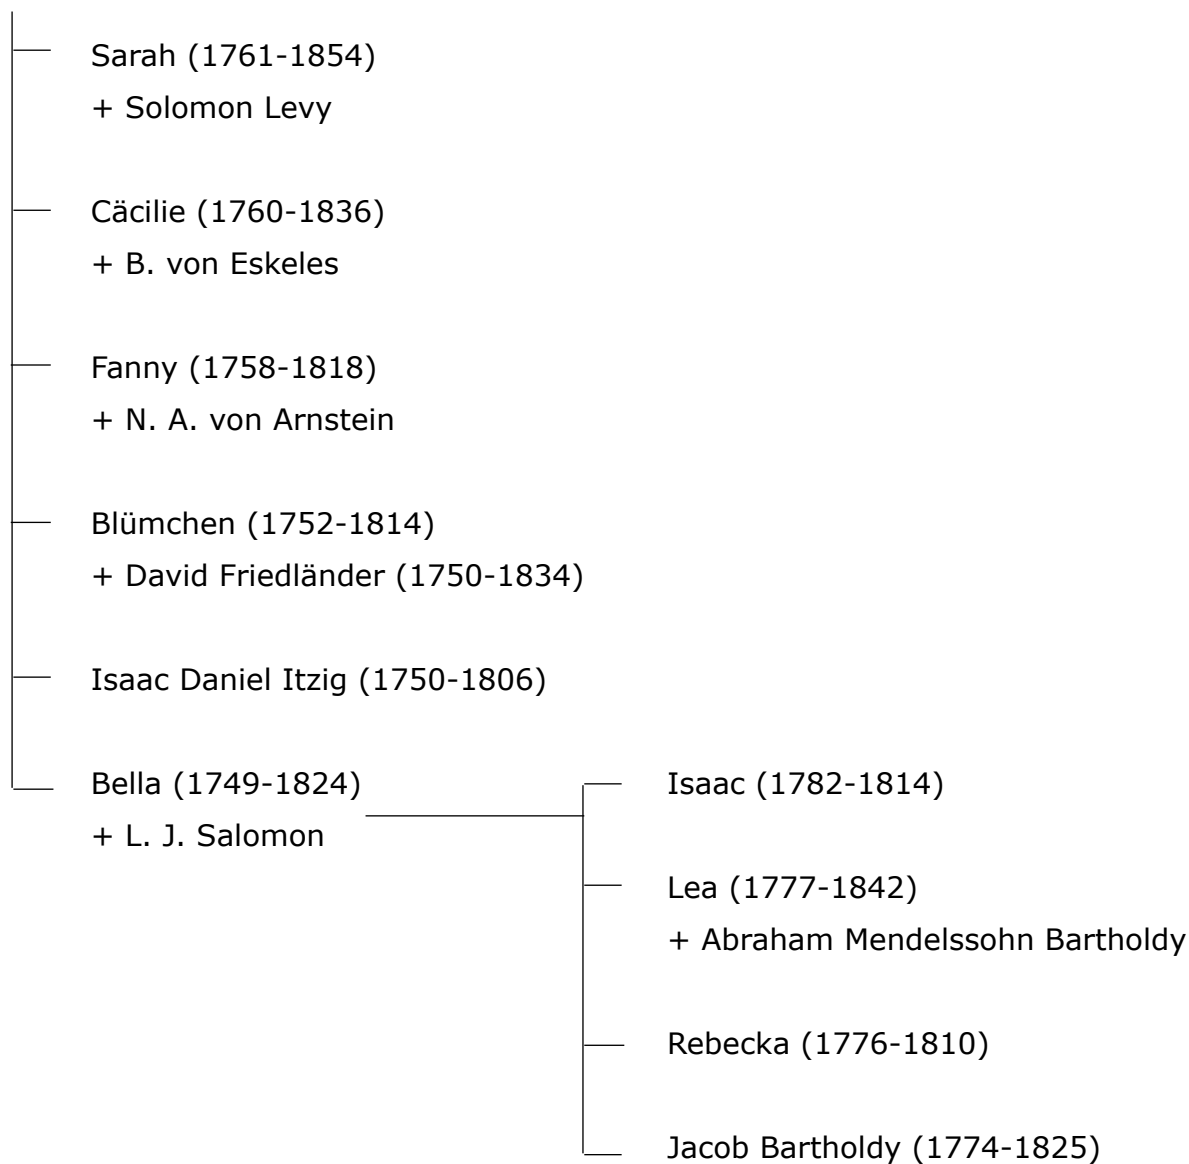 Sarah (1761-1854)
+ Solomon Levy
Cäcilie (1760-1836)
+ B. von Eskeles
Fanny (1758-1818)
+ N. A. von Arnstein
Blümchen (1752-1814)
+ David Friedländer (1750-1834)
Isaac Daniel Itzig (1750-1806)
Bella (1749-1824)
+ L. J. Salomon
Isaac (1782-1814)
Lea (1777-1842)
+ Abraham Mendelssohn Bartholdy
Rebecka (1776-1810)
Jacob Bartholdy (1774-1825)